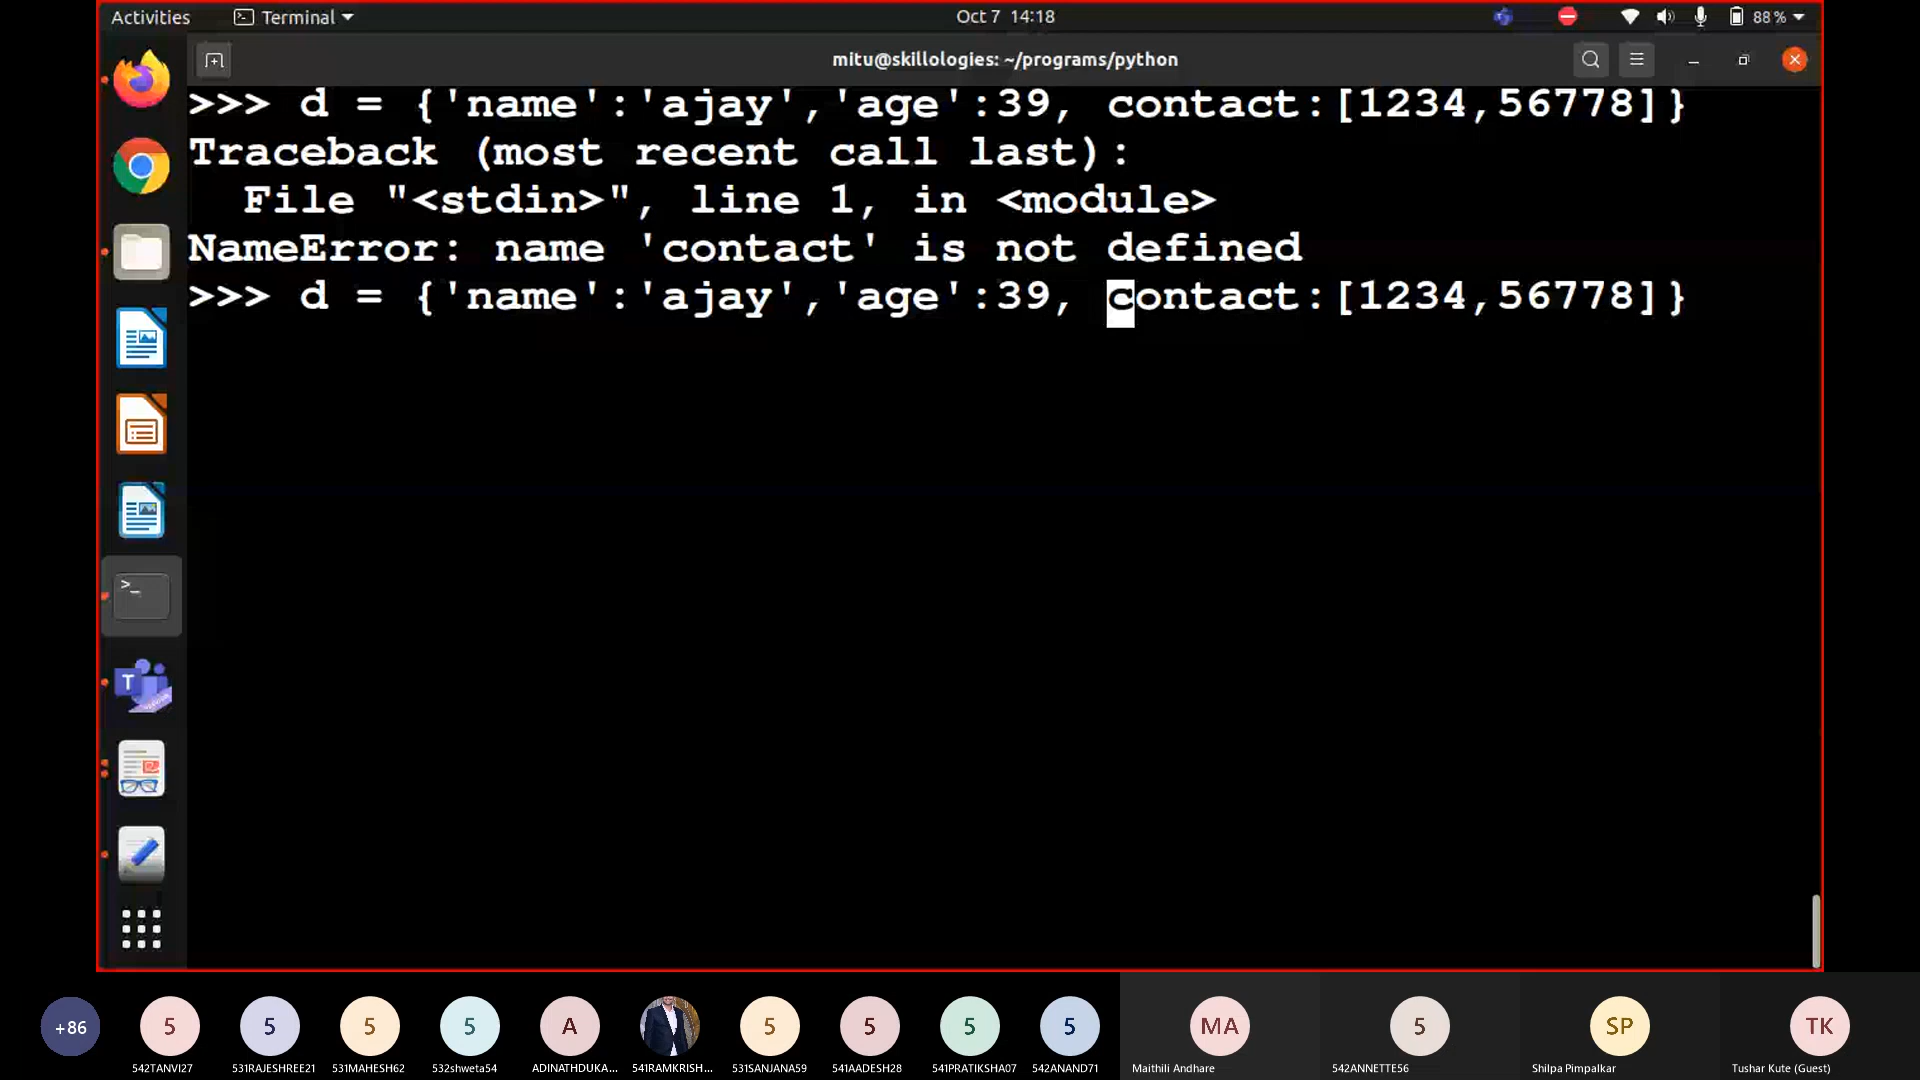 Activities Terminal Oct 7 14:18 88%
mitu@skillologies: ~/programs/python
>>> d = {'name':'ajay','age':39, contact:[1234,56778]}
Traceback (most recent call last):
  File "<stdin>", line 1, in <module>
NameError: name 'contact' is not defined
>>> d = {'name':'ajay','age':39, contact:[1234,56778]}
>_
T
+86 5 5 5 5 A 5 5 5 5 MA 5 SP TK
542TANVI27 531RAJESHREE21 531MAHESH62 532shweta54 ADINATHDUKA... 541RAMKRISH... 531SANJANA59 541AADESH28 541PRATIKSHA07 542ANAND71 Maithili Andhare 542ANNETTE56 Shilpa Pimpalkar Tushar Kute (Guest)